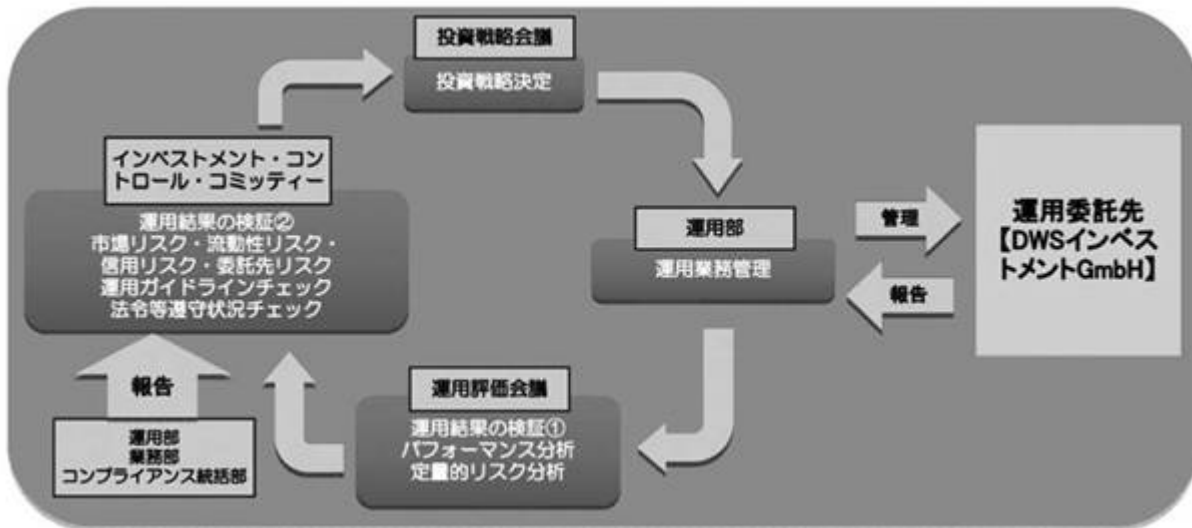 投資戦略会議
投資戦略決定
インベストメント・コン
トロール・コミッティー
運用結果の検証②
市場リスク・流動性リスク・
信用リスク・委託先リスク
運用ガイドラインチェック
法令等遵守状況チェック
運用部
運用業務管理
管理
報告
運用委託先
【DWSインベス
トメントGmbH】
運用評価会議
運用結果の検証①
パフォーマンス分析
定量的リスク分析
報告
運用部
業務部
コンプライアンス統括部